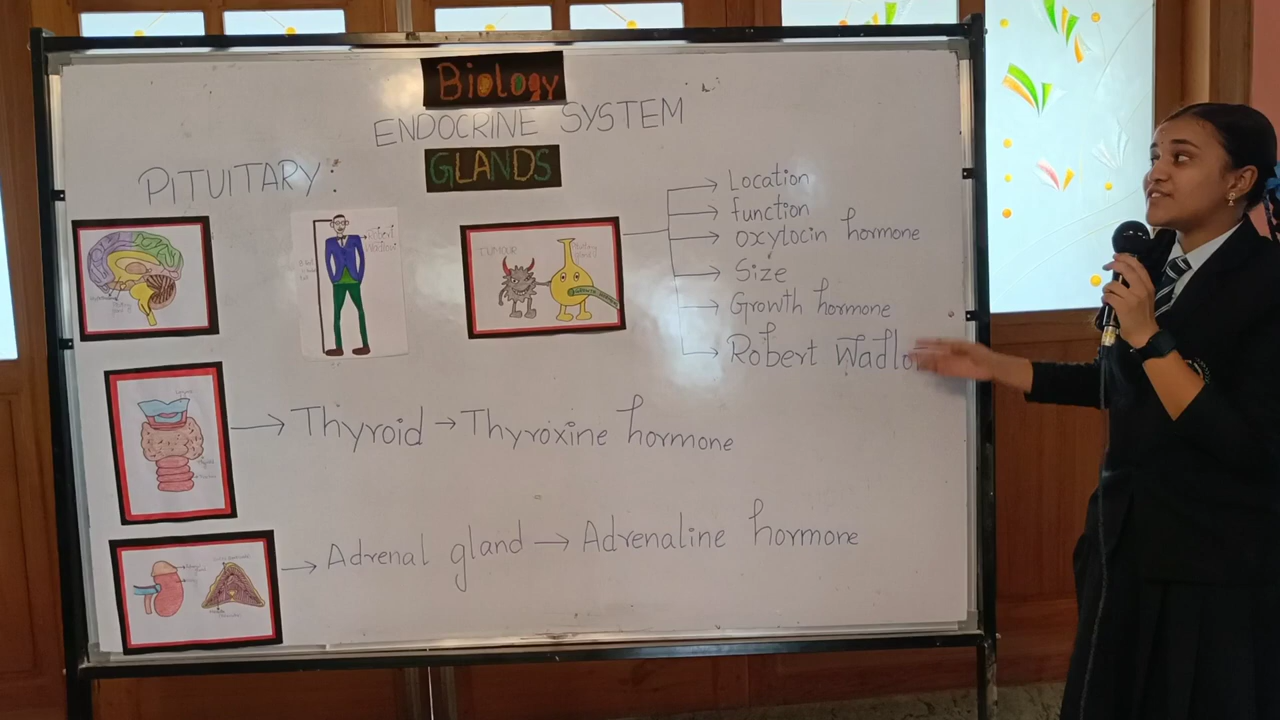 Biology
ENDOCRINE SYSTEM
GLANDS
PITUITARY:
TUMOUR
Location
function
oxylocin hormone
Size
Growth hormone
Robert Wadlo
Thyroid → Thyroxine hormone
Adrenal gland → Adrenaline hormone